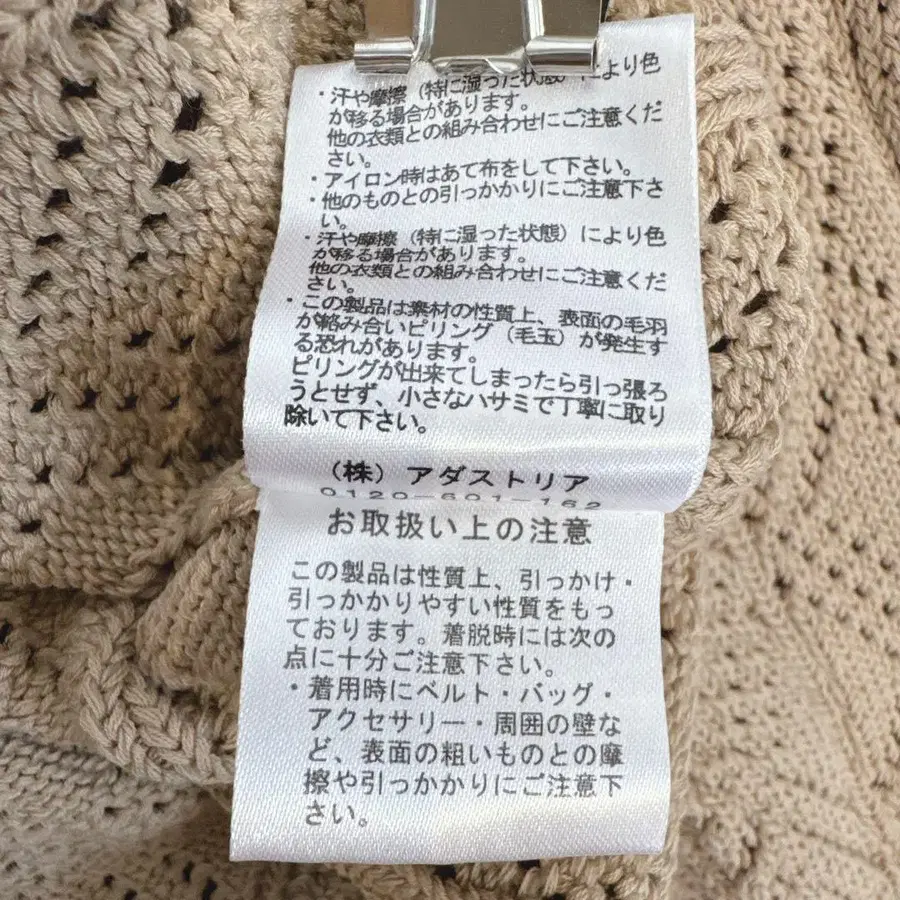 ・汗や摩擦（特に湿った状態）により色
が移る場合があります。
他の衣類との組み合わせにご注意くだ
さい。
・アイロン時はあて布をして下さい。
・他のものとの引っかかりにご注意下さ
い。
・汗や摩擦（特に湿った状態）により色
が移る場合があります。
他の衣類との組み合わせにご注意くだ
さい。
・この製品は素材の性質上、表面の毛羽
が絡み合いピリング（毛玉）が発生す
る恐れがあります。
ピリングが出来てしまったら引っ張ろ
うとせず、小さなハサミで丁寧に取り
除いて下さい。
（株）アダストリア
0120-601-162
お取扱い上の注意
この製品は性質上、引っかけ・
引っかかりやすい性質をもっ
ております。着脱時には次の
点に十分ご注意下さい。
・着用時にベルト・バッグ・
アクセサリー・周囲の壁な
ど、表面の粗いものとの摩
擦や引っかかりにご注意下
さい。